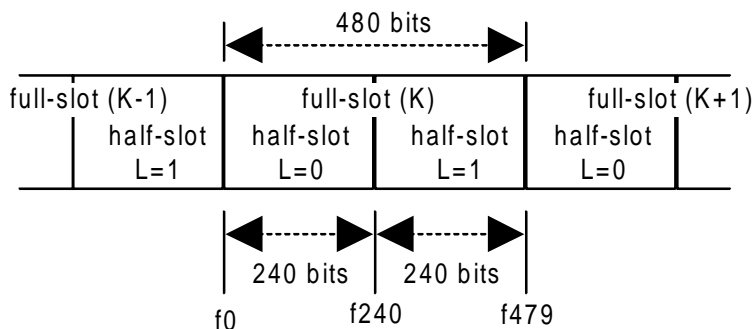 480 bits
full-slot (K-1) full-slot (K) full-slot (K+1)
half-slot half-slot half-slot half-slot
L=1 L=0 L=1 L=0
240 bits 240 bits
f0 f240 f479